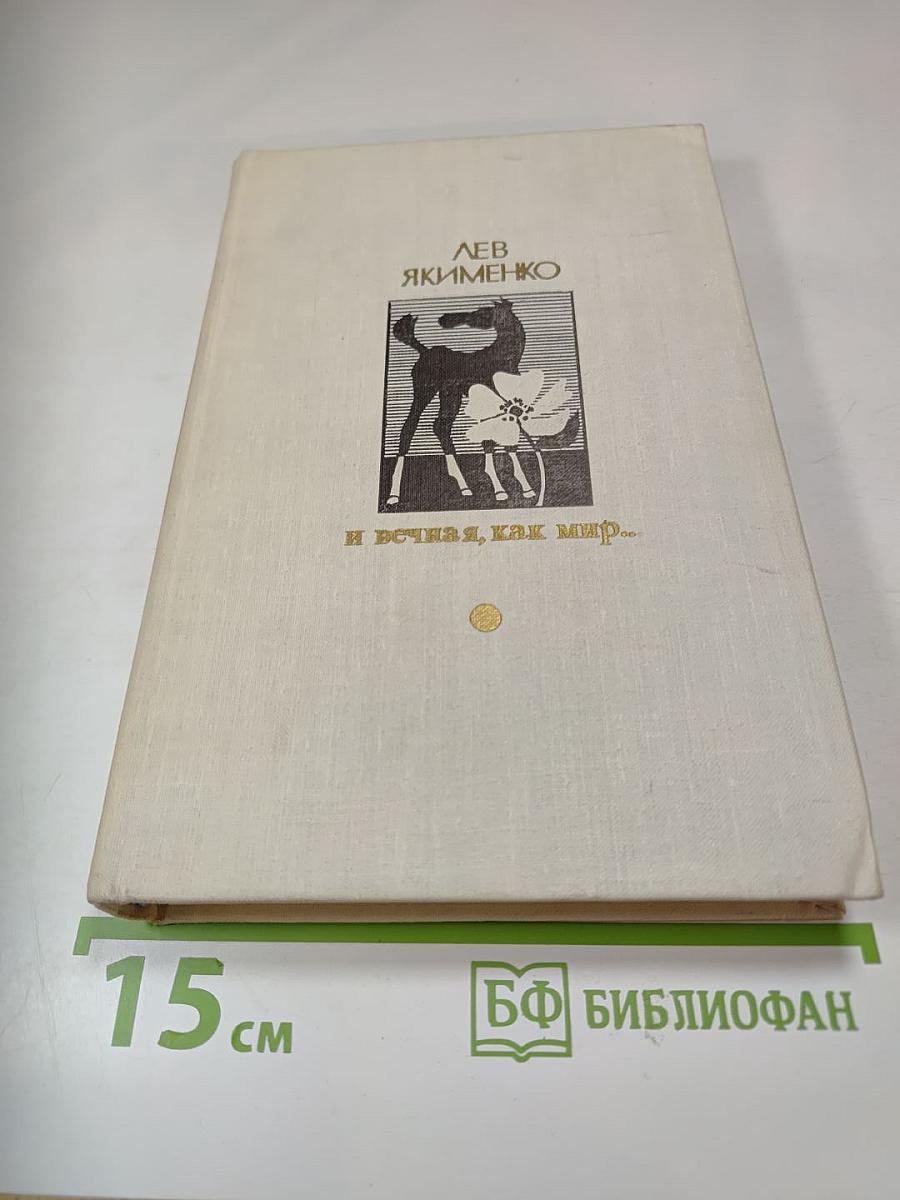 ЛЕВ
ЯКИМЕНКО
и вечная, как мир...
15 см
БФ БИБЛИОФАН